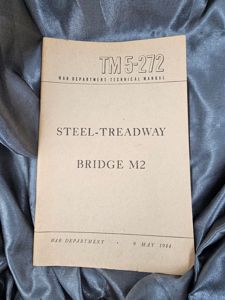 TM 5-272
WAR DEPARTMENT TECHNICAL MANUAL
STEEL-TREADWAY
BRIDGE M2
WAR DEPARTMENT • 9 MAY 1944